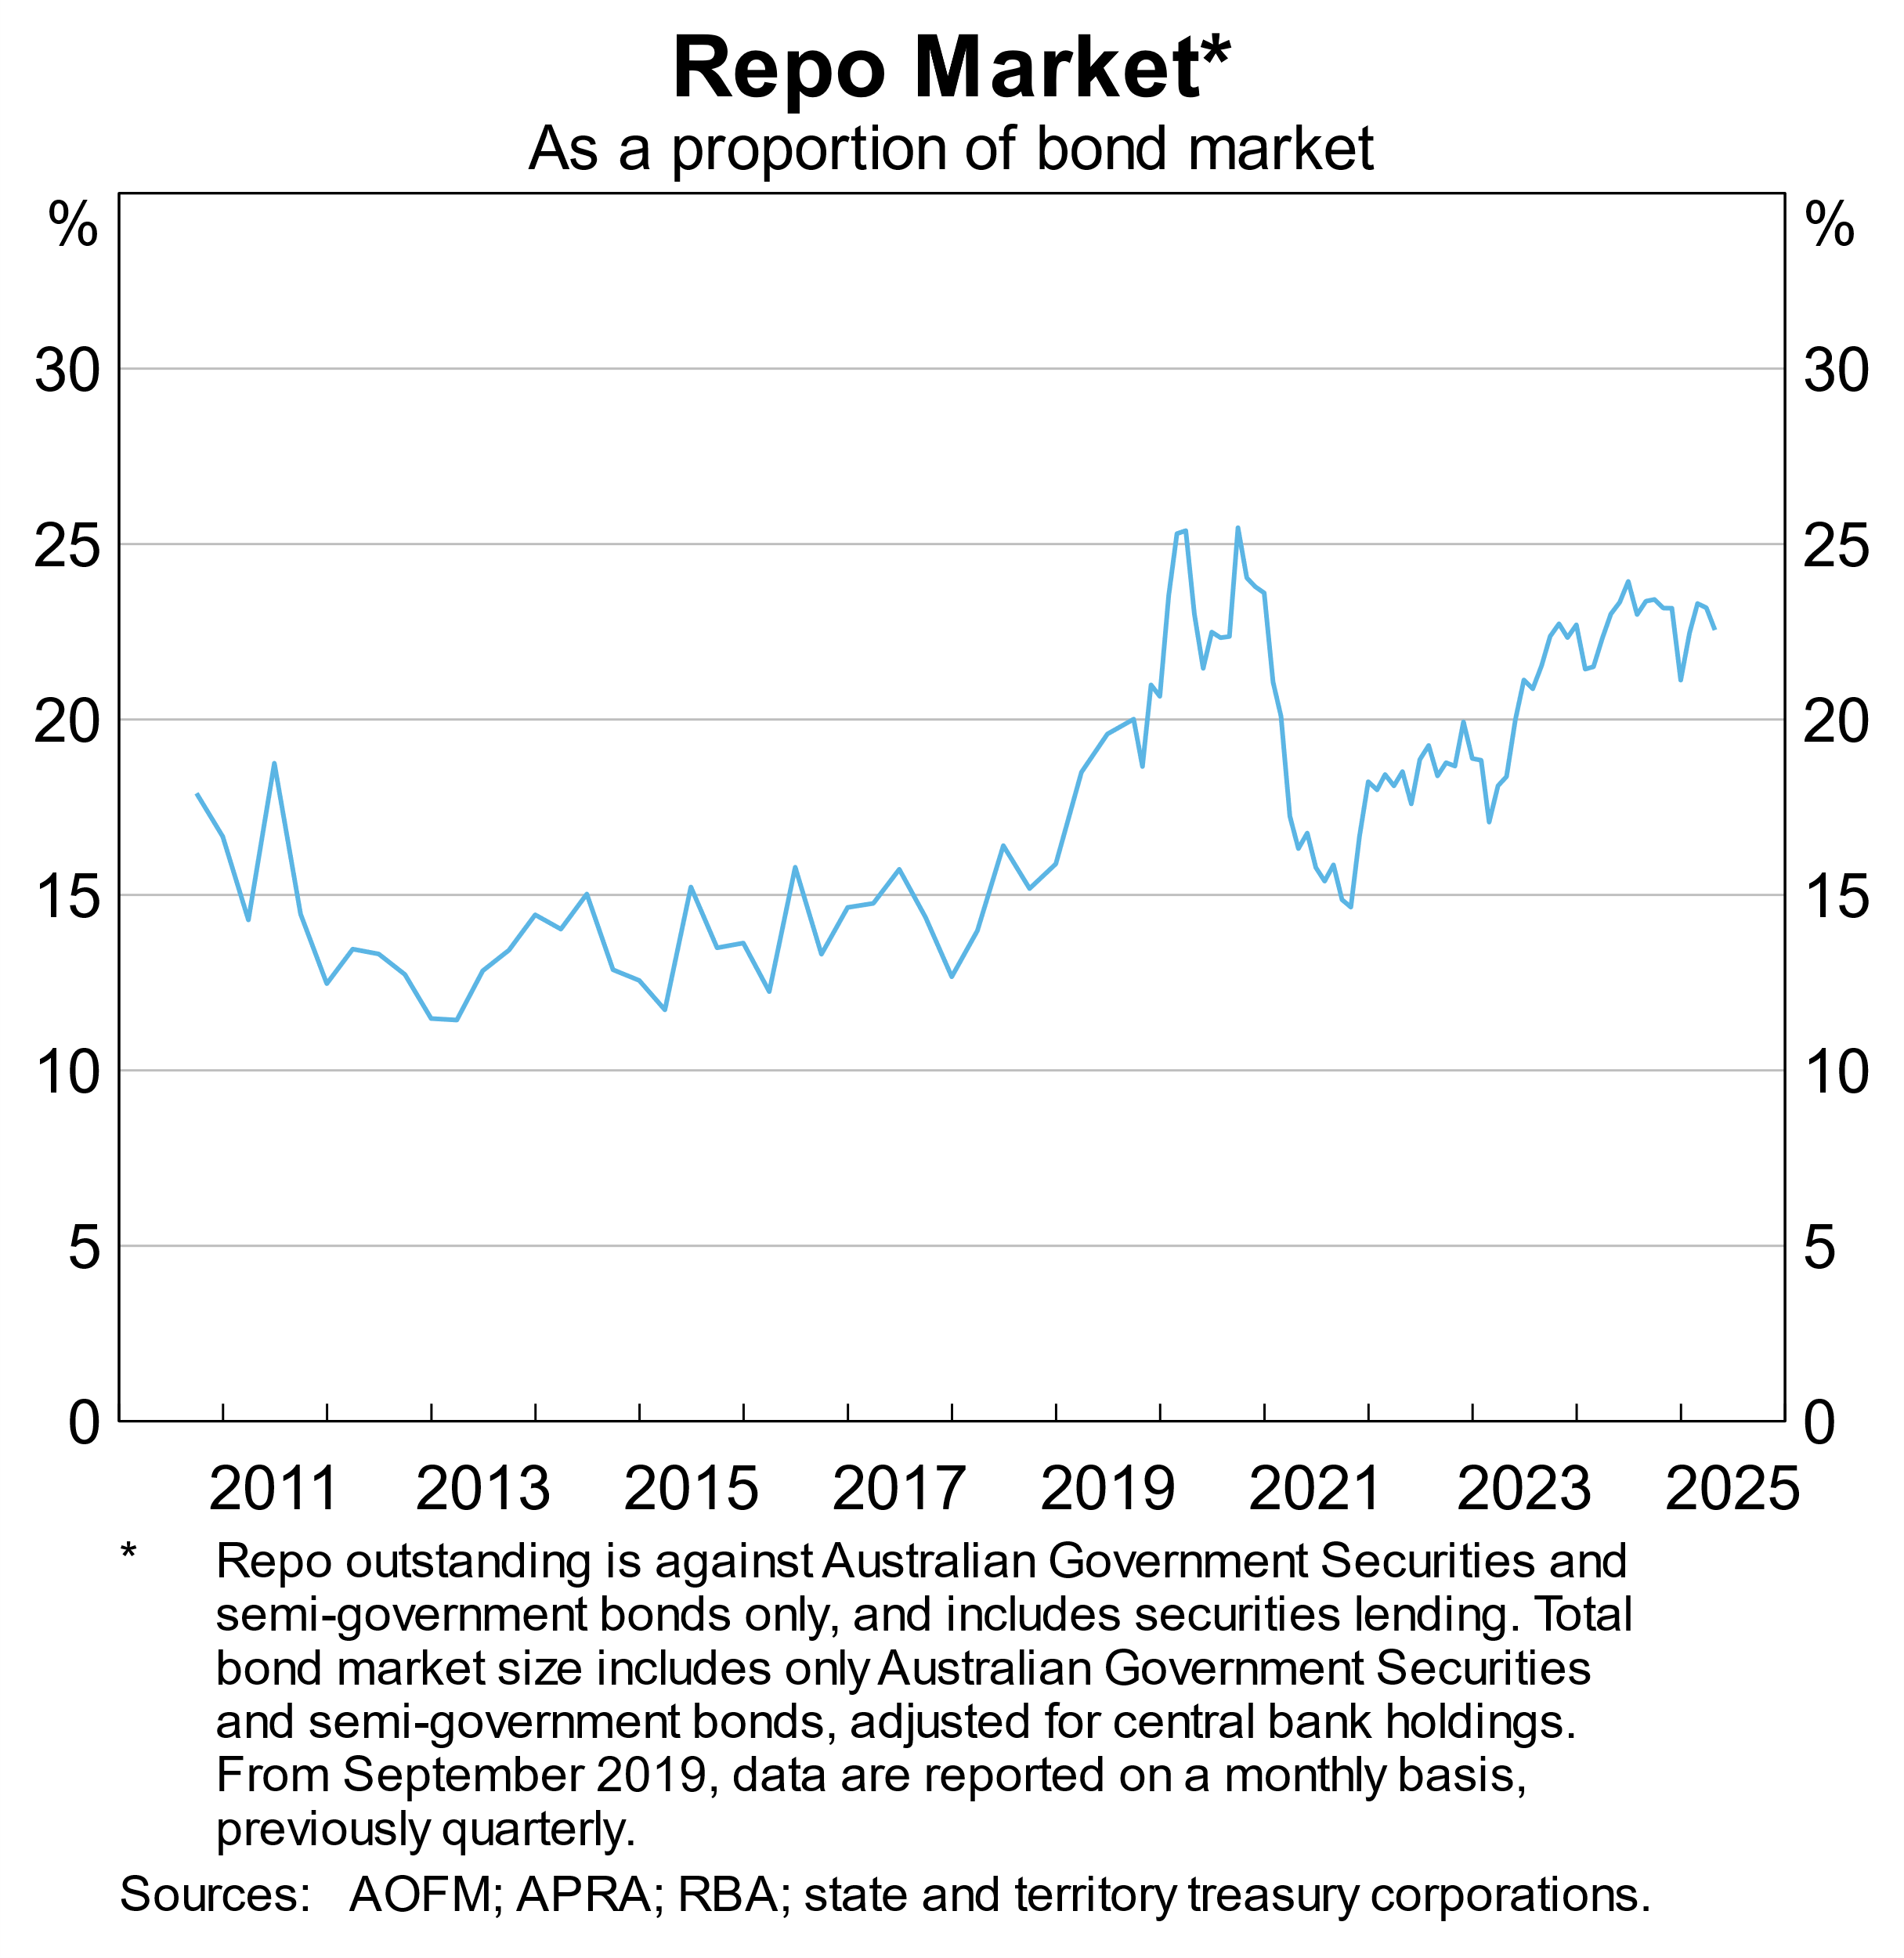 Repo Market*
As a proportion of bond market
% %
30 30
25 25
20 20
15 15
10 10
5 5
0 0
2011 2013 2015 2017 2019 2021 2023 2025
* Repo outstanding is against Australian Government Securities and
semi-government bonds only, and includes securities lending. Total
bond market size includes only Australian Government Securities
and semi-government bonds, adjusted for central bank holdings.
From September 2019, data are reported on a monthly basis,
previously quarterly.
Sources: AOFM; APRA; RBA; state and territory treasury corporations.